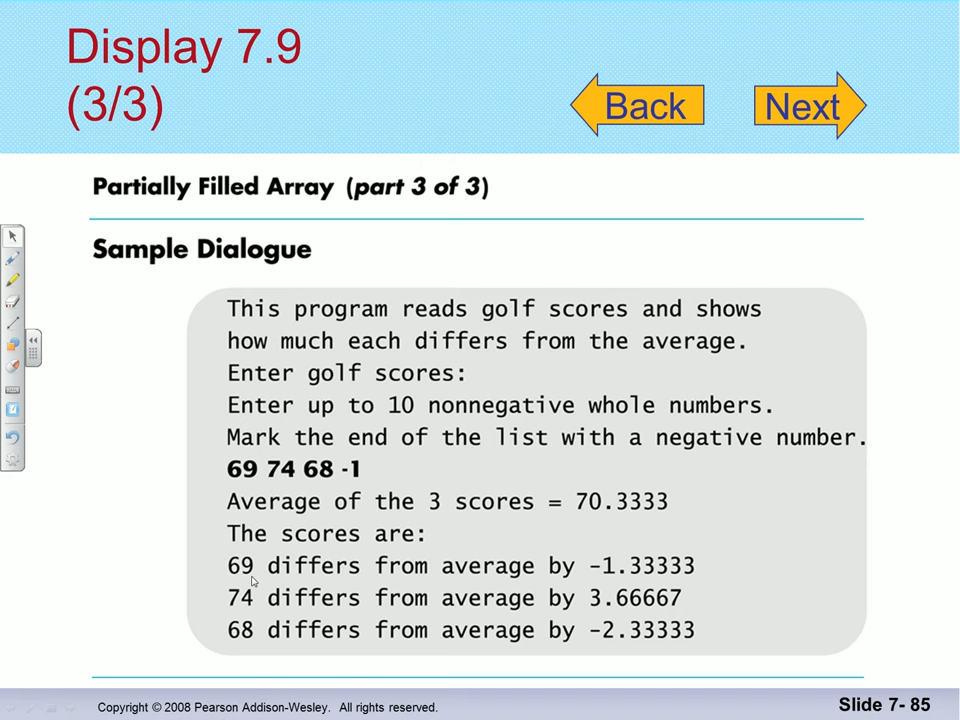 Display 7.9
(3/3)
Back
Next
Partially Filled Array (part 3 of 3)
Sample Dialogue
This program reads golf scores and shows
how much each differs from the average.
Enter golf scores:
Enter up to 10 nonnegative whole numbers.
Mark the end of the list with a negative number.
69 74 68 -1
Average of the 3 scores = 70.3333
The scores are:
69 differs from average by -1.33333
74 differs from average by 3.66667
68 differs from average by -2.33333
Copyright © 2008 Pearson Addison-Wesley. All rights reserved.
Slide 7- 85